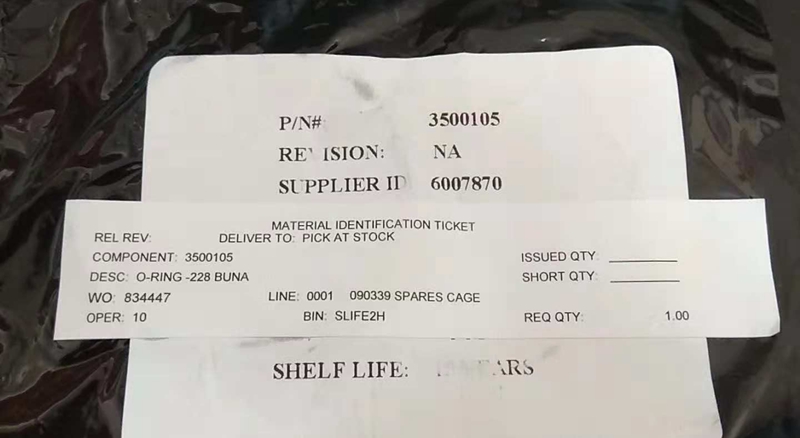 P/N# 3500105
REVISION: NA
SUPPLIER ID 6007870
MATERIAL IDENTIFICATION TICKET
REL REV: DELIVER TO: PICK AT STOCK
COMPONENT: 3500105 ISSUED QTY:
DESC: O-RING -228 BUNA SHORT QTY:
WO: 834447 LINE: 0001 090339 SPARES CAGE
OPER: 10 BIN: SLIFE2H REQ QTY: 1.00
SHELF LIFE: